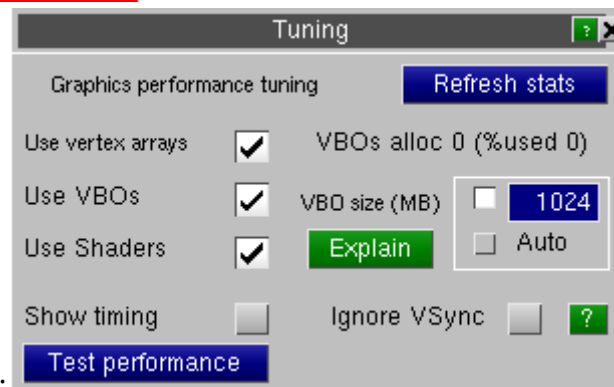 Tuning ?
Graphics performance tuning Refresh stats
Use vertex arrays VBOs alloc 0 (%used 0)
Use VBOs VBO size (MB) 1024
Use Shaders Explain Auto
Show timing Ignore VSync ?
. Test performance